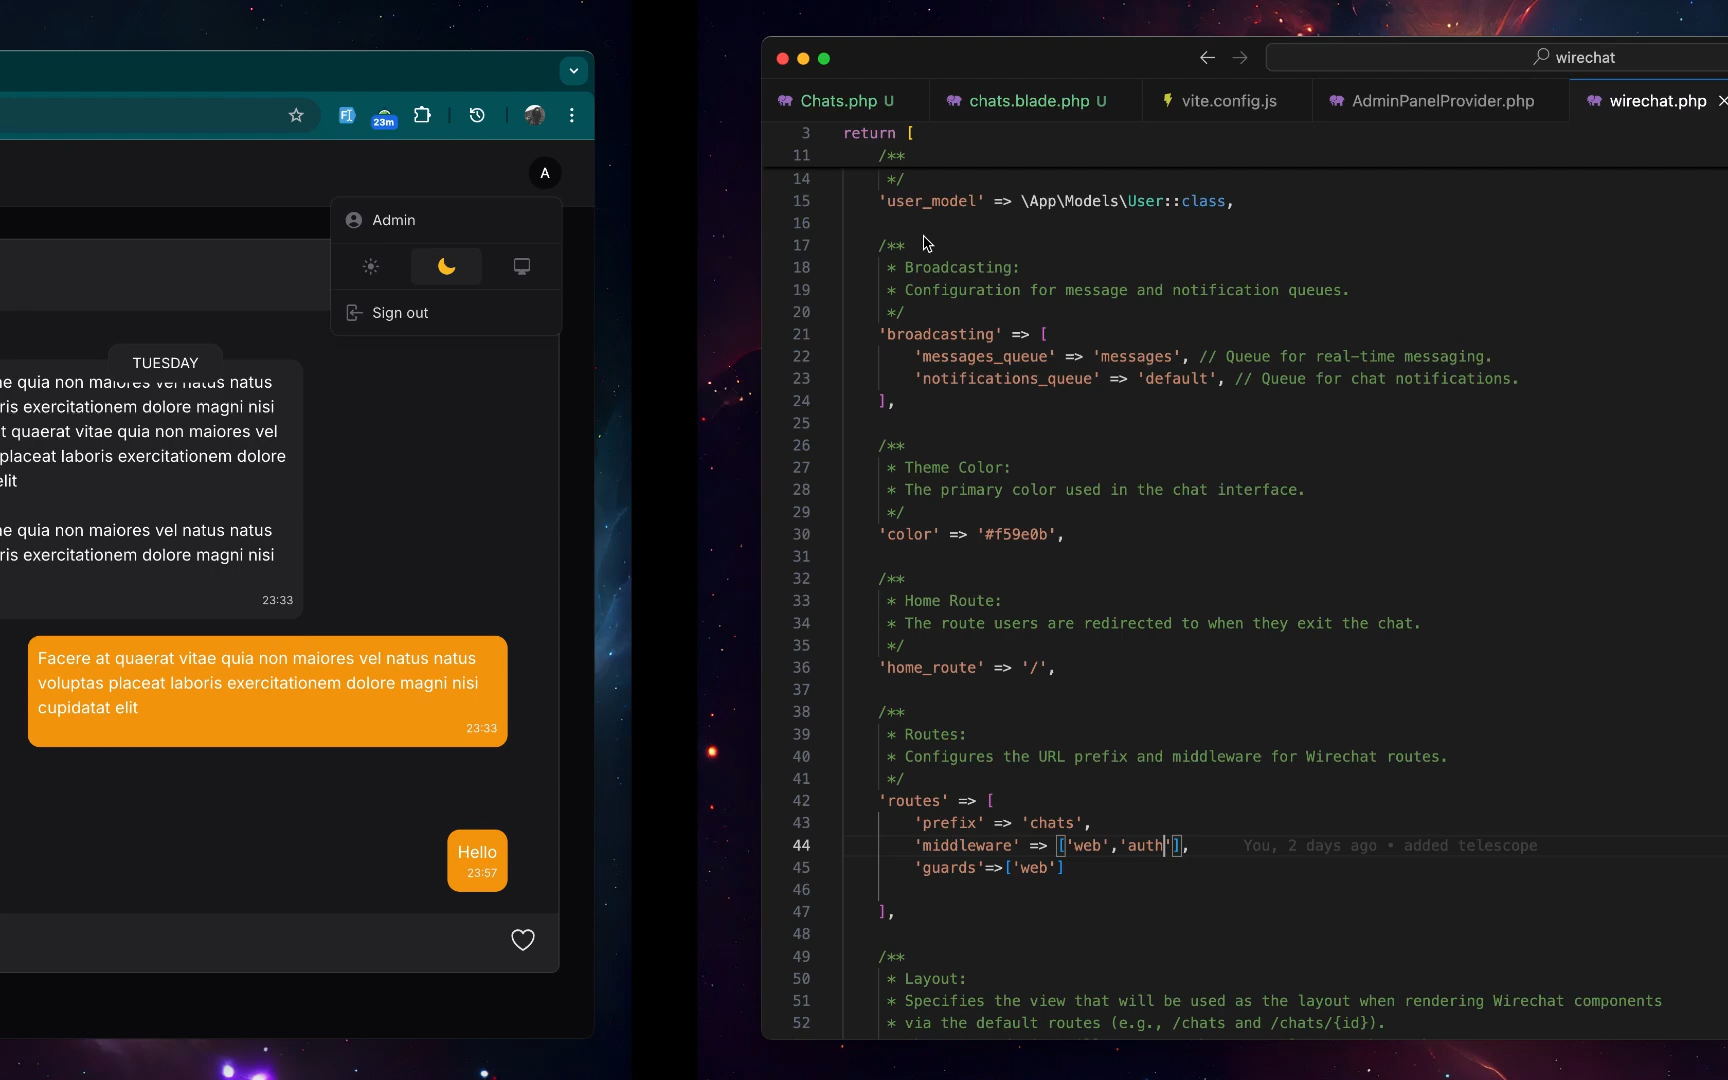 23m
A
Admin
Sign out
TUESDAY
quia non maiores vel natus natus
exercitationem dolore magni nisi
quaerat vitae quia non maiores vel
placeat laboris exercitationem dolore
quia non maiores vel natus natus
exercitationem dolore magni nisi
23:33
Facere at quaerat vitae quia non maiores vel natus natus
voluptas placeat laboris exercitationem dolore magni nisi
cupidatat elit
23:33
Hello
23:57
wirechat
Chats.php U
chats.blade.php U
vite.config.js
AdminPanelProvider.php
wirechat.php
3 return [
11 /**
14 */
15 'user_model' => \App\Models\User::class,
16
17 /**
18 * Broadcasting:
19 * Configuration for message and notification queues.
20 */
21 'broadcasting' => [
22 'messages_queue' => 'messages', // Queue for real-time messaging.
23 'notifications_queue' => 'default', // Queue for chat notifications.
24 ],
25
26 /**
27 * Theme Color:
28 * The primary color used in the chat interface.
29 */
30 'color' => '#f59e0b',
31
32 /**
33 * Home Route:
34 * The route users are redirected to when they exit the chat.
35 */
36 'home_route' => '/',
37
38 /**
39 * Routes:
40 * Configures the URL prefix and middleware for Wirechat routes.
41 */
42 'routes' => [
43 'prefix' => 'chats',
44 'middleware' => ['web','auth'], You, 2 days ago • added telescope
45 'guards'=>['web']
46
47 ],
48
49 /**
50 * Layout:
51 * Specifies the view that will be used as the layout when rendering Wirechat components
52 * via the default routes (e.g., /chats and /chats/{id}).